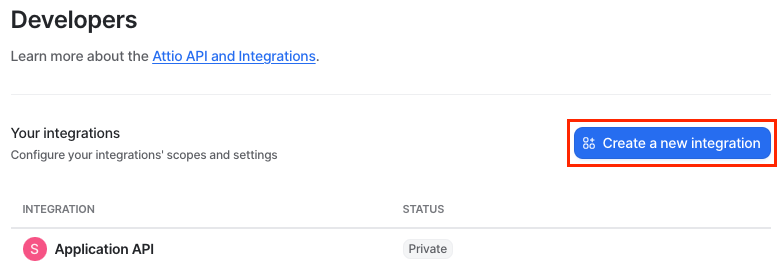 Developers
Learn more about the Attio API and Integrations.
Your integrations
Configure your integrations' scopes and settings
Create a new integration
INTEGRATION STATUS
S Application API Private